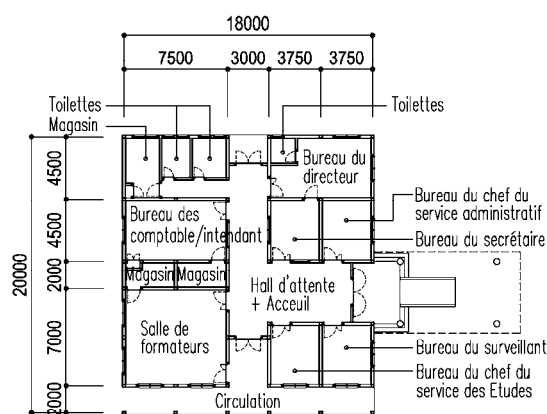 18000
7500 3000 3750 3750
Toilettes
Magasin
Toilettes
4500
4500
2000
7000
2000
20000
Bureau du
directeur
Bureau des
comptable/intendant
Bureau du chef du
service administratif
Bureau du secrétaire
Magasin Magasin
Hall d'attente
+ Acceuil
Salle de
formateurs
Bureau du surveillant
Bureau du chef du
service des Etudes
Circulation